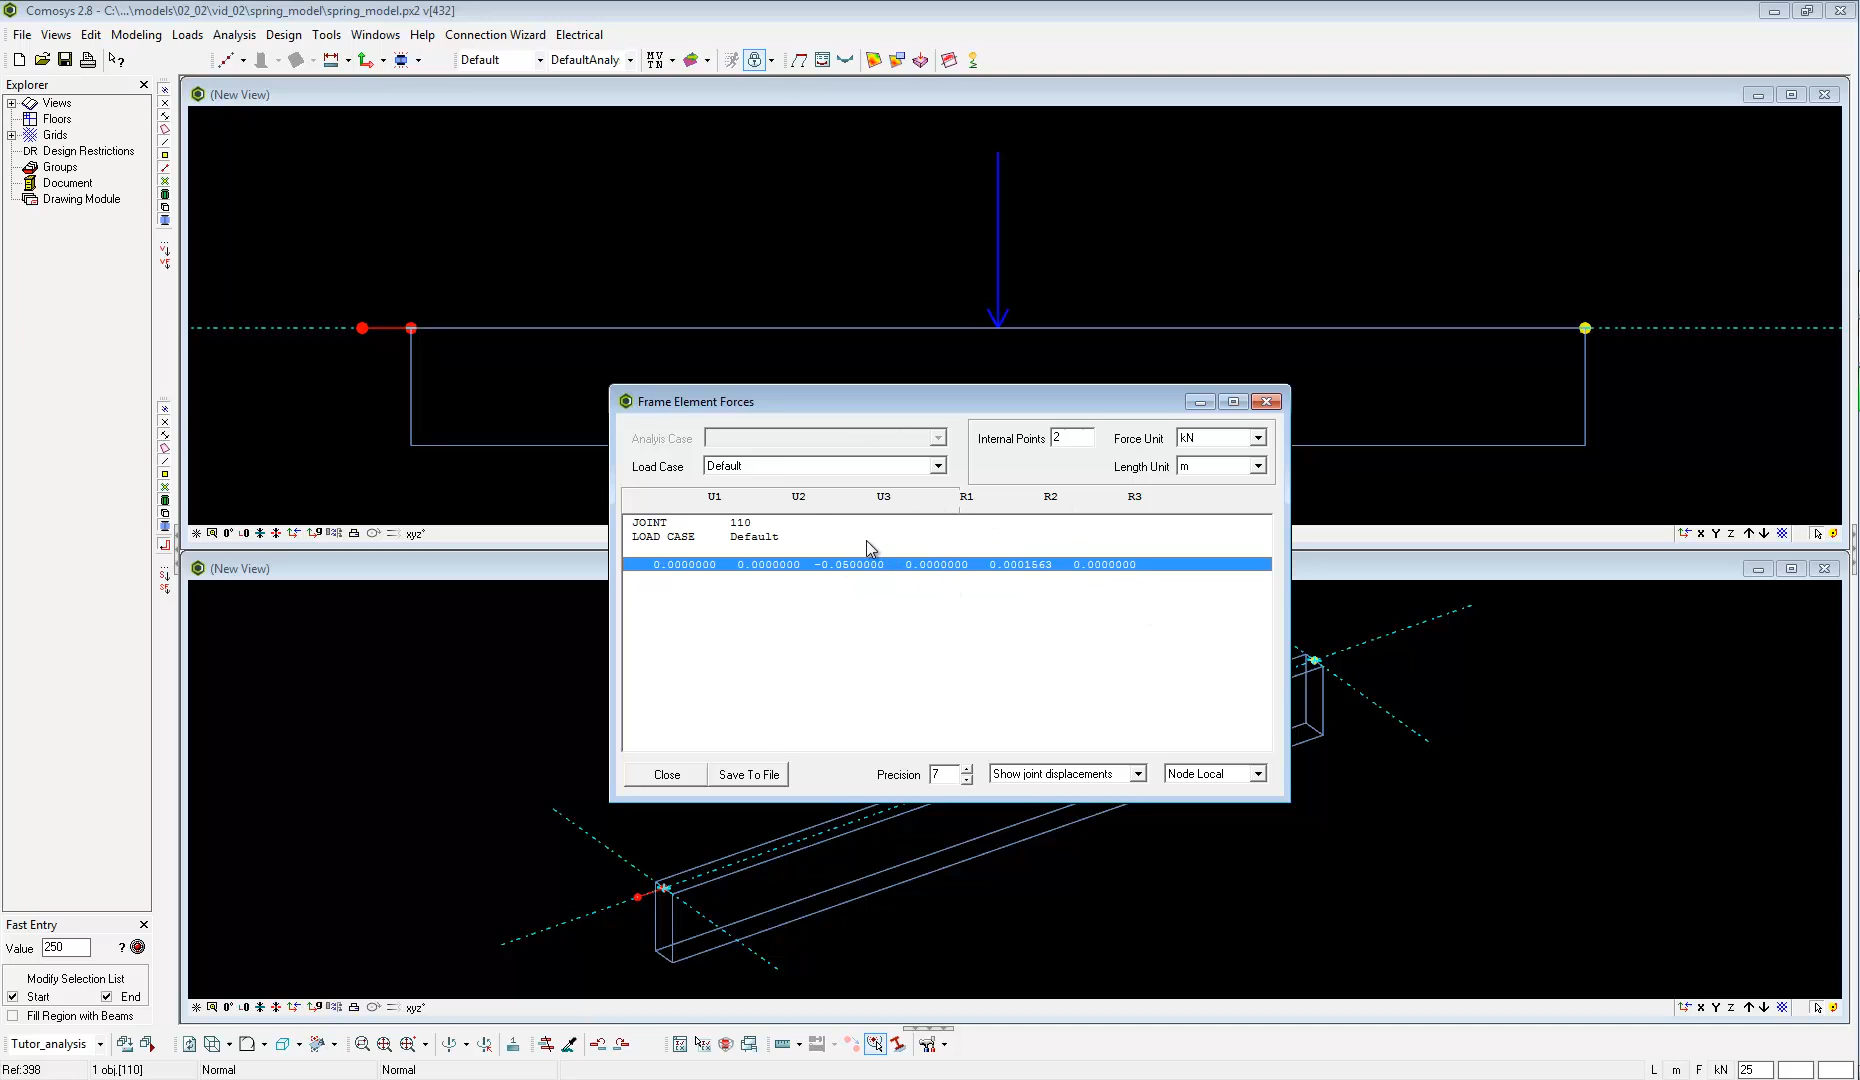 Comosys 2.8 - C:\...\models\02_02\vid_02\spring_model\spring_model.px2 v[432]
File Views Edit Modeling Loads Analysis Design Tools Windows Help Connection Wizard Electrical
Default DefaultAnaly MV TN
Explorer
Views
Floors
Grids
DR Design Restrictions
Groups
Document
Drawing Module
(New View)
Frame Element Forces
Analyis Case
Internal Points 2 Force Unit kN
Load Case Default Length Unit m
U1 U2 U3 R1 R2 R3
JOINT 110
LOAD CASE Default
0.0000000 0.0000000 -0.0500000 0.0000000 0.0001563 0.0000000
Close Save To File Precision 7 Show joint displacements Node Local
xyz° X Y Z
(New View)
xyz° X Y Z
Fast Entry
Value 250 ?
Modify Selection List
Start End
Fill Region with Beams
Tutor_analysis
Ref:398 1 obj.[110] Normal Normal L m F kN 25